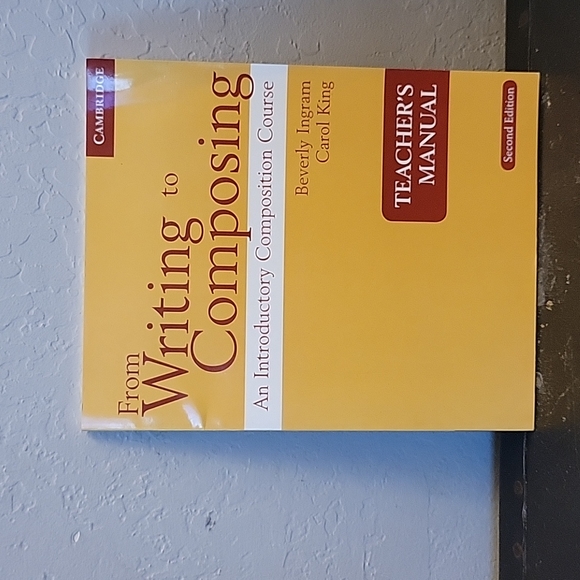 CAMBRIDGE
From
Writing to
Composing
An Introductory Composition Course
Beverly Ingram
Carol King
TEACHER'S
MANUAL
Second Edition